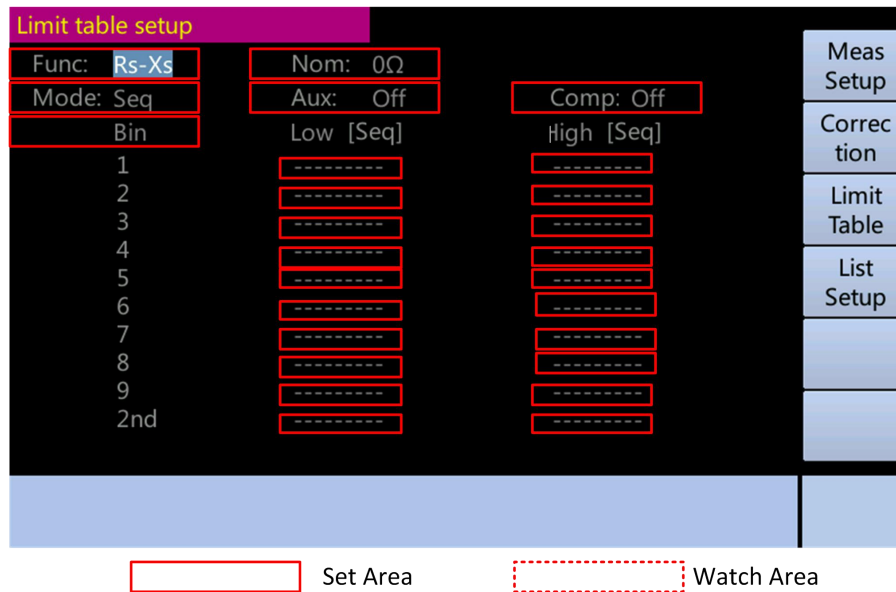 Limit table setup
Func: Rs-Xs Nom: 0Ω
Mode: Seq Aux: Off Comp: Off
Bin Low [Seq] High [Seq]
1 --------- ---------
2 --------- ---------
3 --------- ---------
4 --------- ---------
5 --------- ---------
6 --------- ---------
7 --------- ---------
8 --------- ---------
9 --------- ---------
2nd --------- ---------
Meas
Setup
Correc
tion
Limit
Table
List
Setup
Set Area Watch Area